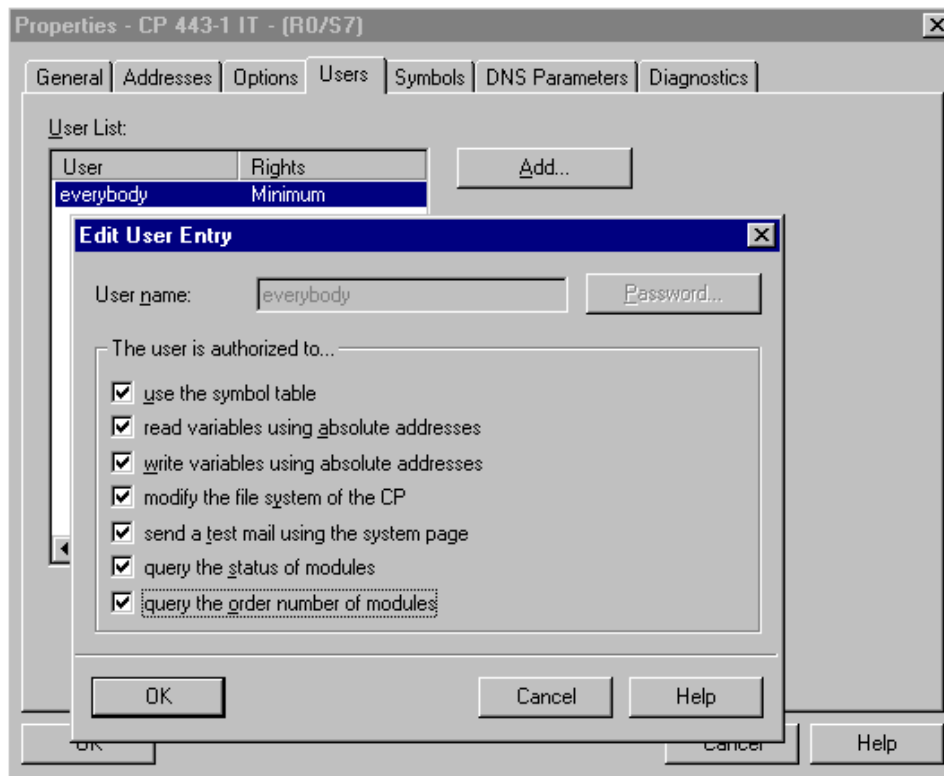 Properties - CP 443-1 IT - (R0/S7)
General Addresses Options Users Symbols DNS Parameters Diagnostics
User List:
User Rights
Add...
everybody Minimum
Edit User Entry
User name: everybody Password...
The user is authorized to...
use the symbol table
read variables using absolute addresses
write variables using absolute addresses
modify the file system of the CP
send a test mail using the system page
query the status of modules
query the order number of modules
OK Cancel Help
OK Cancel Help